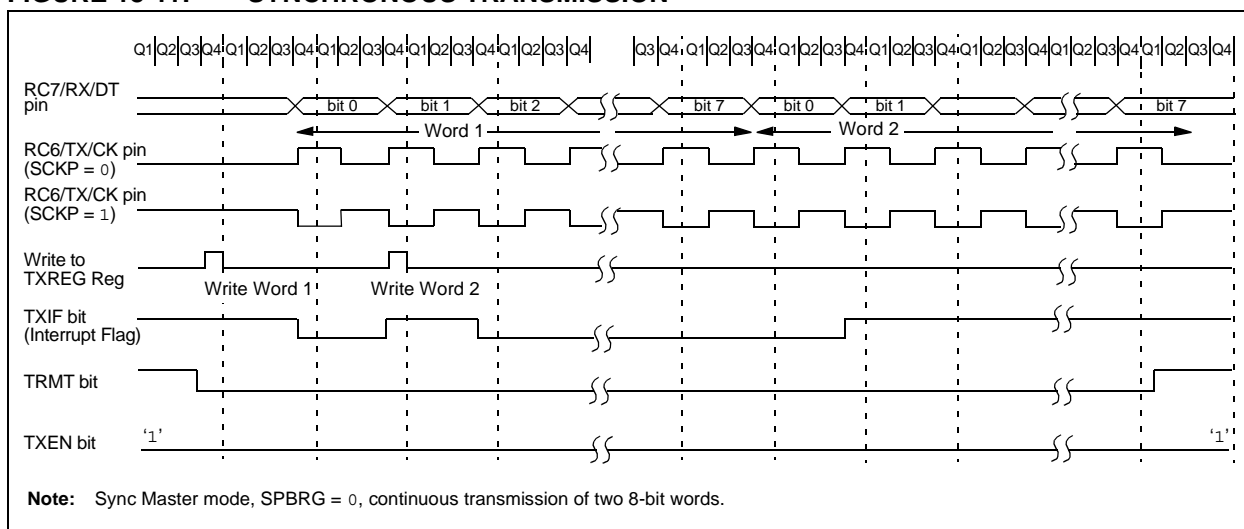 Q1 Q2 Q3 Q4 Q1 Q2 Q3 Q4 Q1 Q2 Q3 Q4 Q1 Q2 Q3 Q4 Q1 Q2 Q3 Q4 Q3 Q4 Q1 Q2 Q3 Q4 Q1 Q2 Q3 Q4 Q1 Q2 Q3 Q4 Q1 Q2 Q3 Q4 Q1 Q2 Q3 Q4 Q1 Q2 Q3 Q4
RC7/RX/DT
pin
bit 0 bit 1 bit 2 bit 7 bit 0 bit 1 bit 7
Word 1 Word 2
RC6/TX/CK pin
(SCKP = 0)
RC6/TX/CK pin
(SCKP = 1)
Write to
TXREG Reg
Write Word 1 Write Word 2
TXIF bit
(Interrupt Flag)
TRMT bit
TXEN bit
‘1’ ‘1’
Note: Sync Master mode, SPBRG = 0, continuous transmission of two 8-bit words.